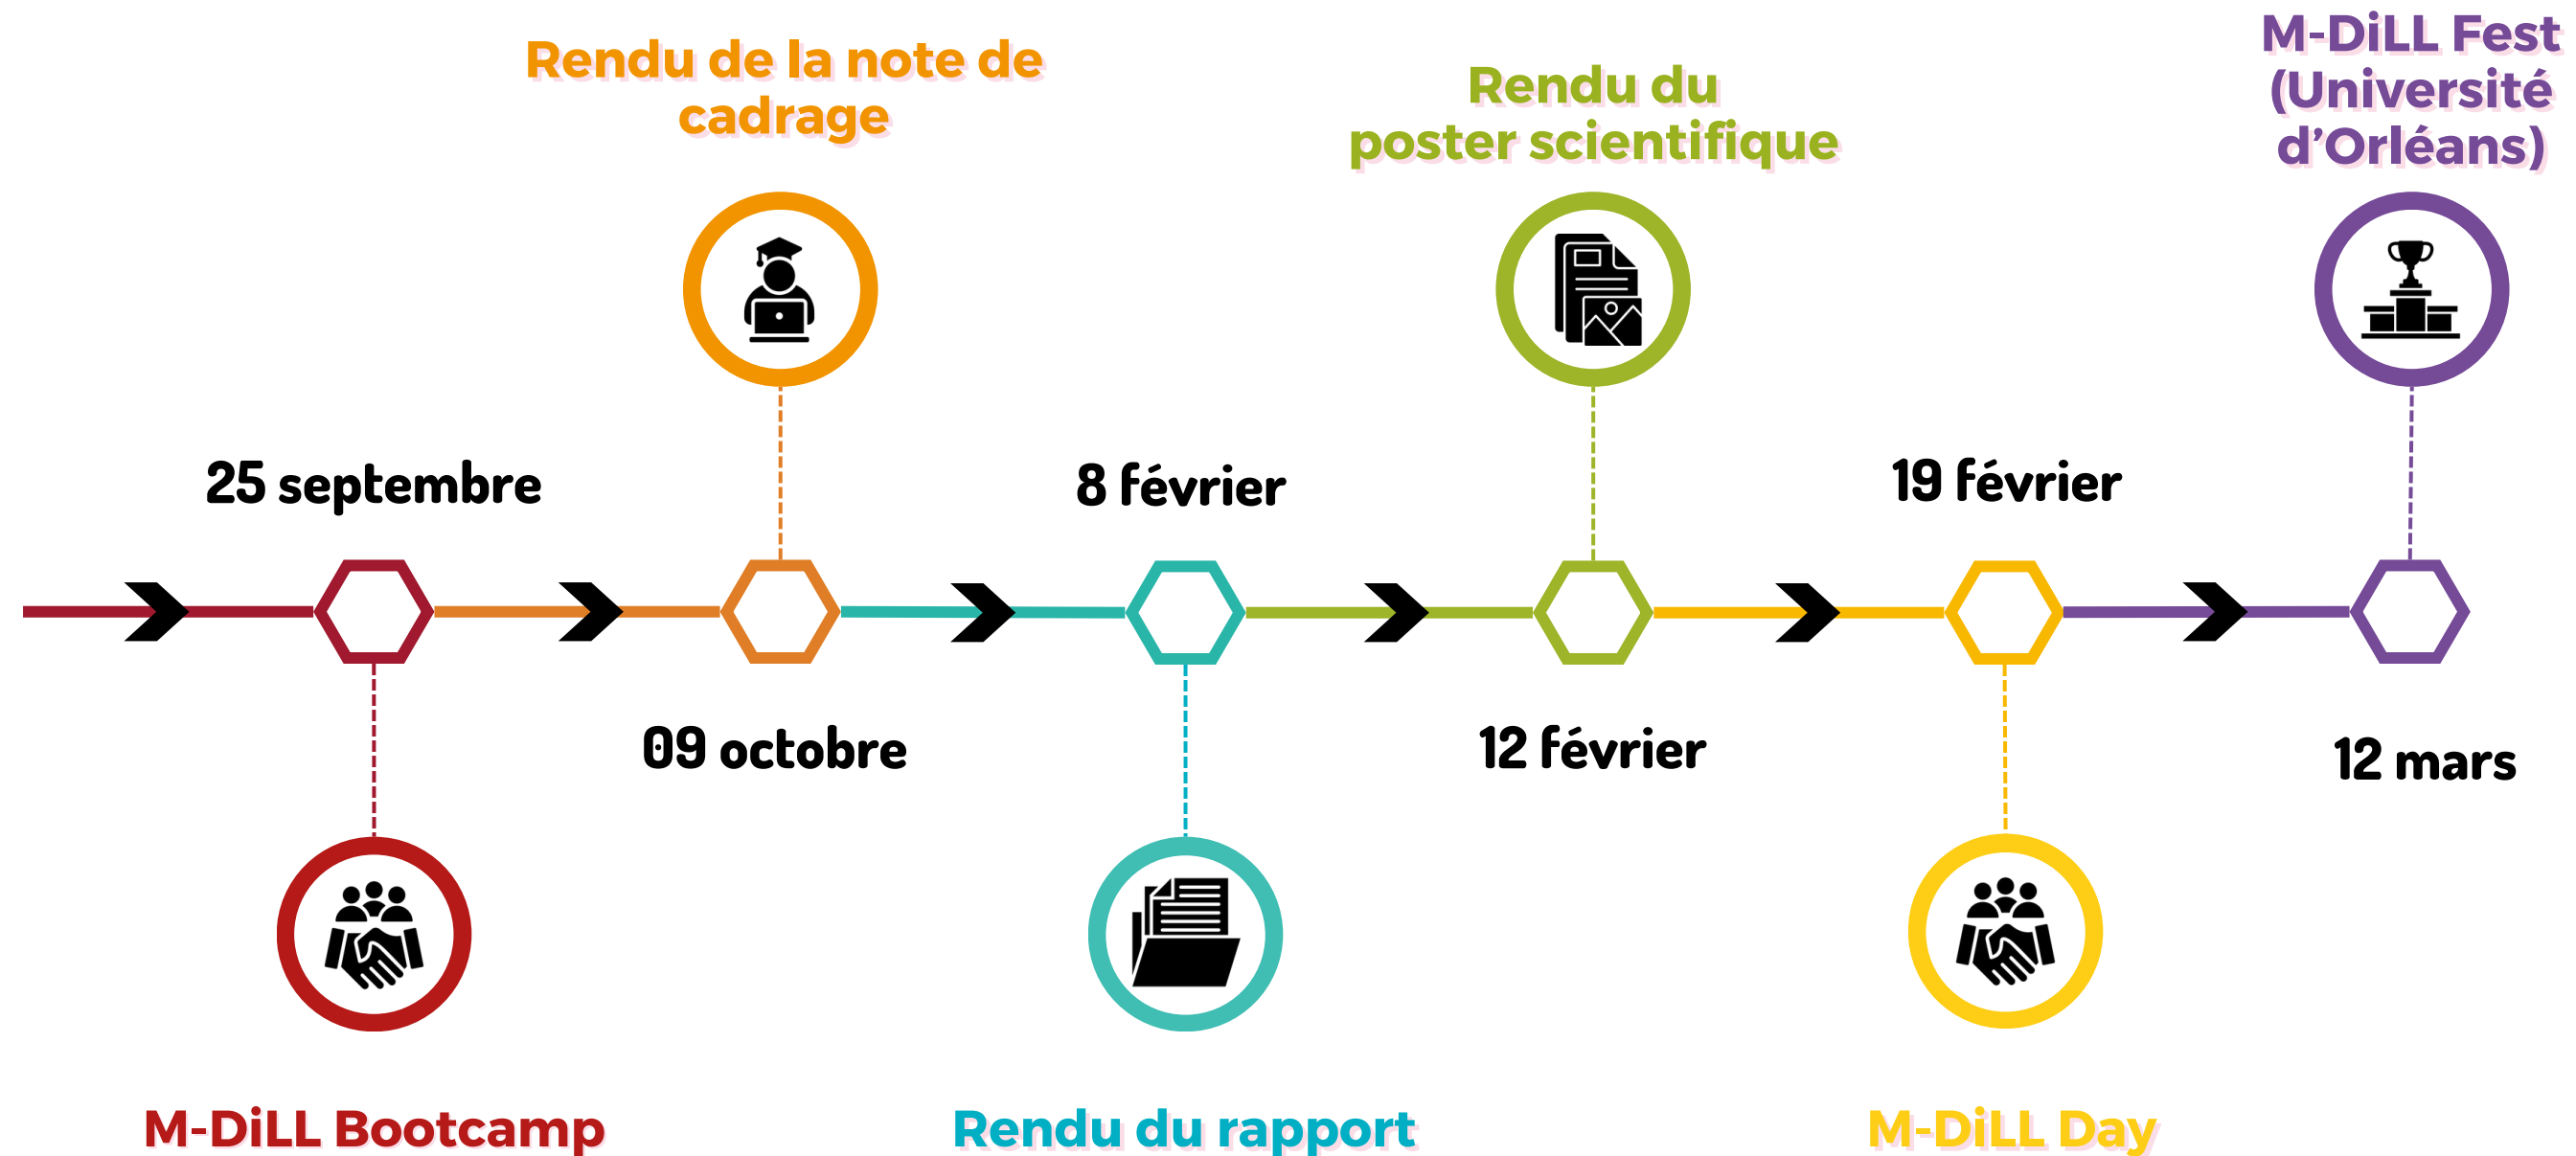 M-DiLL Fest
(Université
d’Orléans)
Rendu de la note de
cadrage
Rendu du
poster scientifique
25 septembre
8 février
19 février
09 octobre
12 février
12 mars
M-DiLL Bootcamp
Rendu du rapport
M-DiLL Day